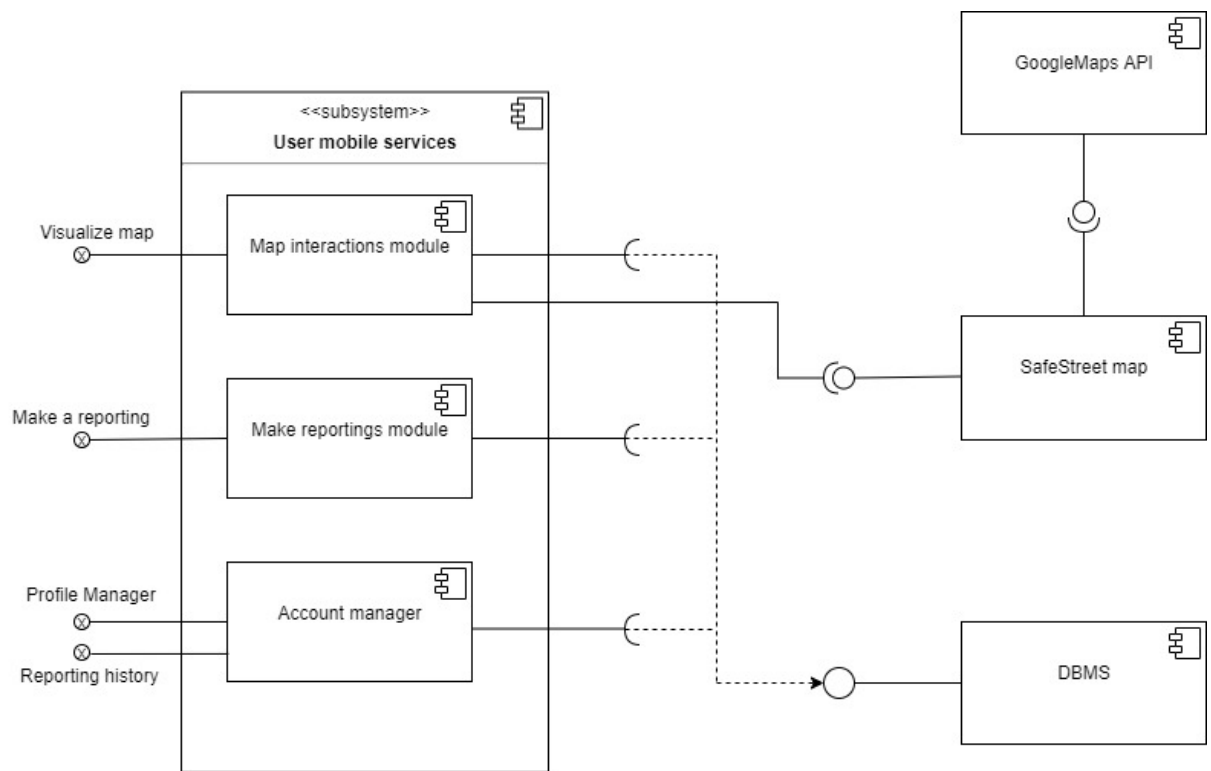 GoogleMaps API
<<subsystem>>
User mobile services
Visualize map
Map interactions module
SafeStreet map
Make a reporting
Make reportings module
Profile Manager
Account manager
Reporting history
DBMS